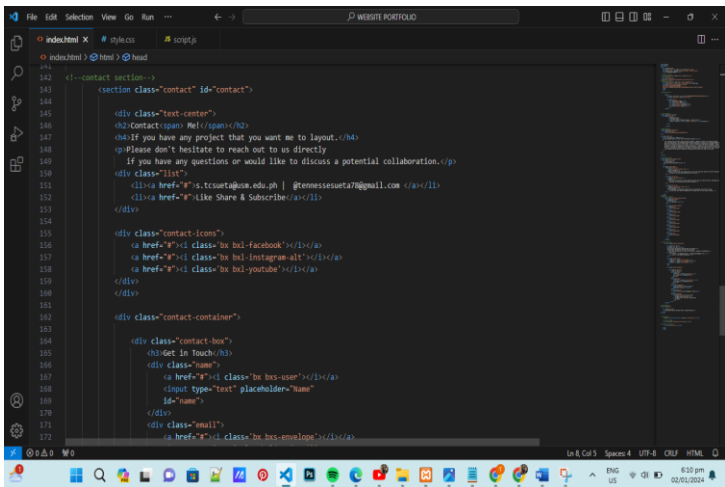 File Edit Selection View Go Run ... WEBSITE PORTFOLIO
index.html # style.css JS script.js
index.html > html > head
141
142 <!--contact section-->
143 <section class="contact" id="contact">
144
145 <div class="text-center">
146 <h2>Contact<span> Me!</span></h2>
147 <h4>If you have any project that you want me to layout.</h4>
148 <p>Please don't hesitate to reach out to us directly
149 if you have any questions or would like to discuss a potential collaboration.</p>
150 <div class="list">
151 <li><a href="#">s.tcsueta@usm.edu.ph | @tennessesueta78@gmail.com </a></li>
152 <li><a href="#">Like Share & Subscribe</a></li>
153 </div>
154
155 <div class="contact-icons">
156 <a href="#"><i class='bx bxl-facebook'></i></a>
157 <a href="#"><i class='bx bxl-instagram-alt'></i></a>
158 <a href="#"><i class='bx bxl-youtube'></i></a>
159 </div>
160 </div>
161
162 <div class="contact-container">
163
164 <div class="contact-box">
165 <h3>Get in Touch</h3>
166 <div class="name">
167 <a href="#"><i class='bx bxs-user'></i></a>
168 <input type="text" placeholder="Name"
169 id="name">
170 </div>
171 <div class="email">
172 <a href="#"><i class='bx bxs-envelope'></i></a>
0 0 0 Ln 8, Col 5 Spaces: 4 UTF-8 CRLF HTML
ENG US 6:10 pm 02/01/2024